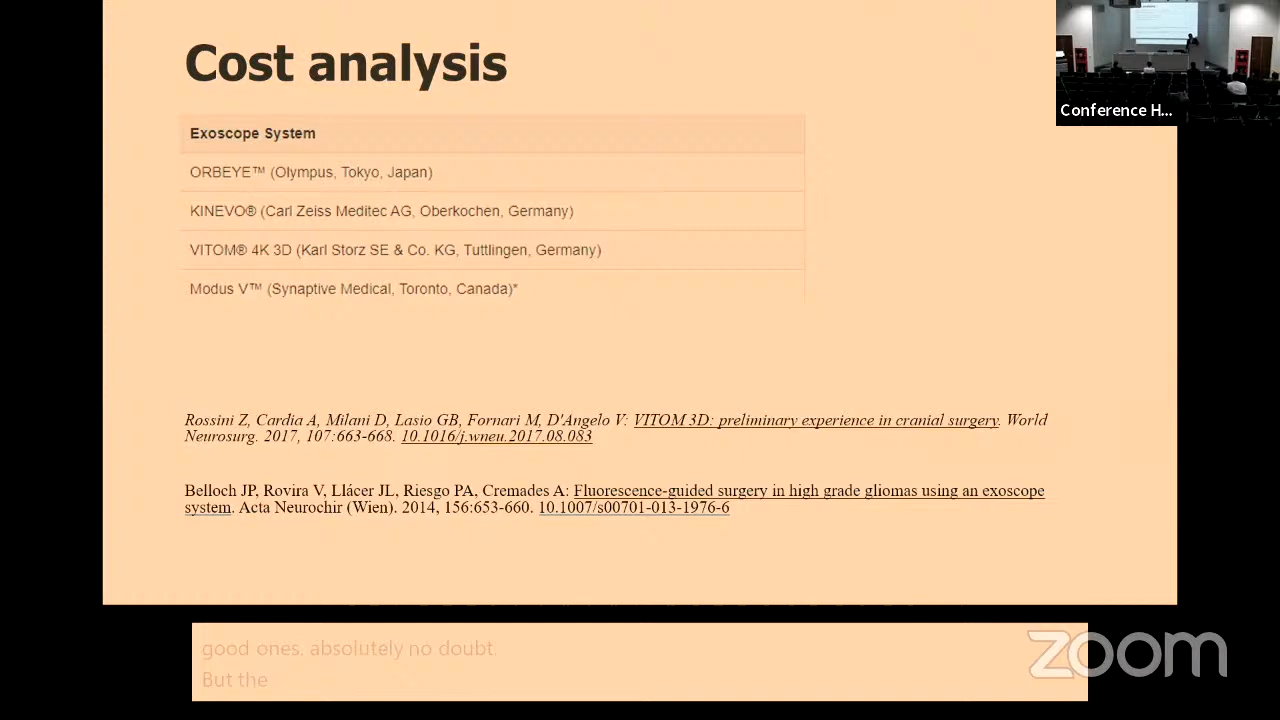 Cost analysis
Exoscope System
ORBEYE™ (Olympus, Tokyo, Japan)
KINEVO® (Carl Zeiss Meditec AG, Oberkochen, Germany)
VITOM® 4K 3D (Karl Storz SE & Co. KG, Tuttlingen, Germany)
Modus V™ (Synaptive Medical, Toronto, Canada)*
Rossini Z, Cardia A, Milani D, Lasio GB, Fornari M, D'Angelo V: VITOM 3D: preliminary experience in cranial surgery. World
Neurosurg. 2017, 107:663-668. 10.1016/j.wneu.2017.08.083
Belloch JP, Rovira V, Llácer JL, Riesgo PA, Cremades A: Fluorescence-guided surgery in high grade gliomas using an exoscope
system. Acta Neurochir (Wien). 2014, 156:653-660. 10.1007/s00701-013-1976-6
Conference H...
good ones. absolutely no doubt.
But the
zoom